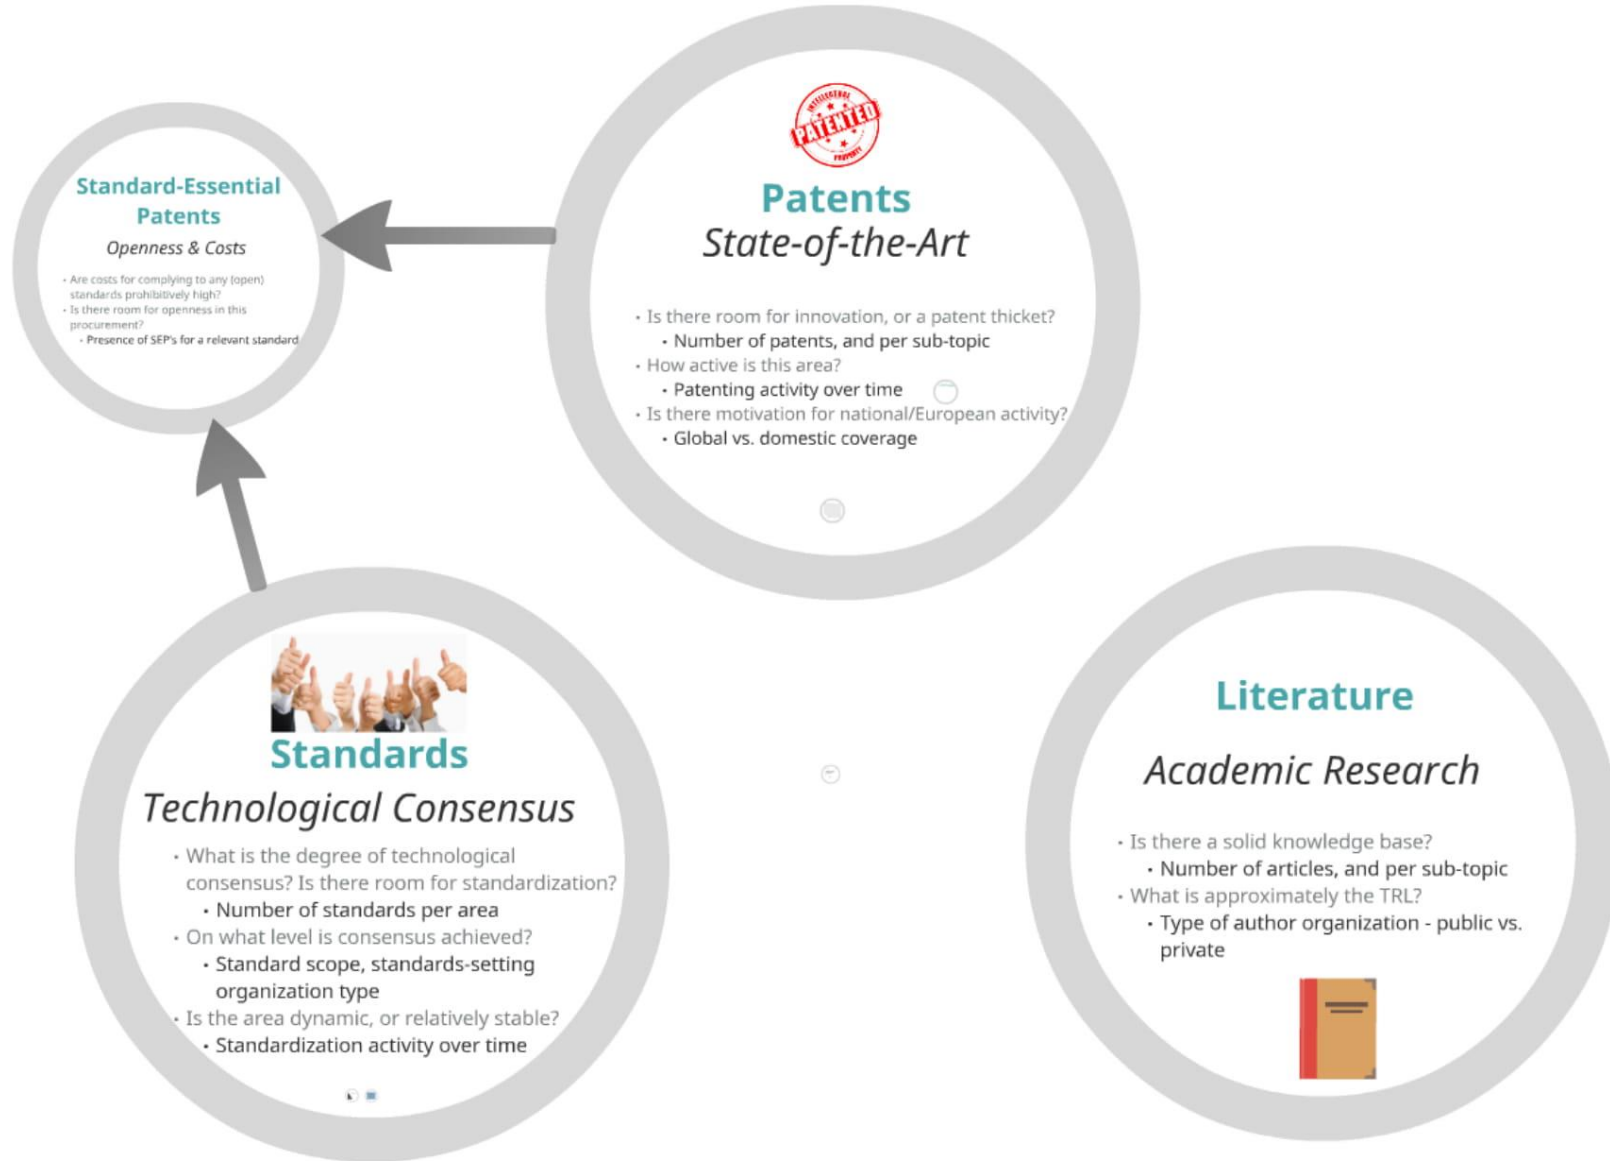 Standard-Essential
Patents
Openness & Costs
• Are costs for complying to any (open)
standards prohibitively high?
• Is there room for openness in this
procurement?
• Presence of SEP's for a relevant standard
INTELLECTUAL
PATENTED
PROPERTY
Patents
State-of-the-Art
• Is there room for innovation, or a patent thicket?
• Number of patents, and per sub-topic
• How active is this area?
• Patenting activity over time
• Is there motivation for national/European activity?
• Global vs. domestic coverage
Standards
Technological Consensus
• What is the degree of technological
consensus? Is there room for standardization?
• Number of standards per area
• On what level is consensus achieved?
• Standard scope, standards-setting
organization type
• Is the area dynamic, or relatively stable?
• Standardization activity over time
Literature
Academic Research
• Is there a solid knowledge base?
• Number of articles, and per sub-topic
• What is approximately the TRL?
• Type of author organization - public vs.
private